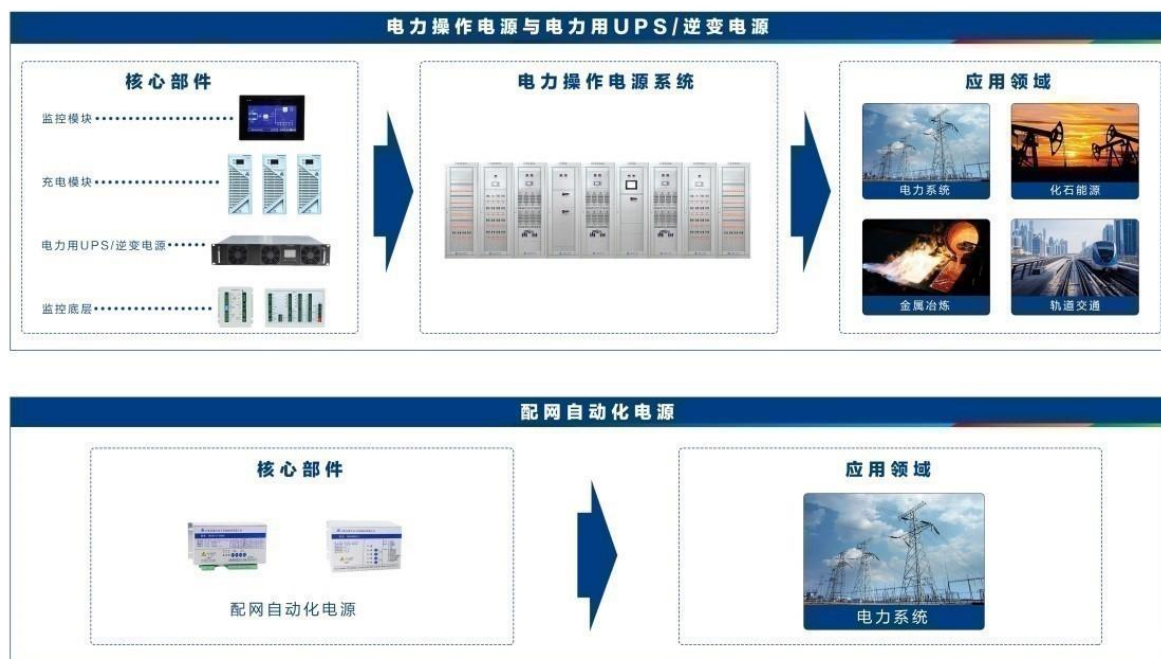 电力操作电源与电力用UPS/逆变电源
核心部件
监控模块
充电模块
电力用UPS/逆变电源
监控底层
电力操作电源系统
应用领域
电力系统
化石能源
金属冶炼
轨道交通
配网自动化电源
核心部件
配网自动化电源
应用领域
电力系统